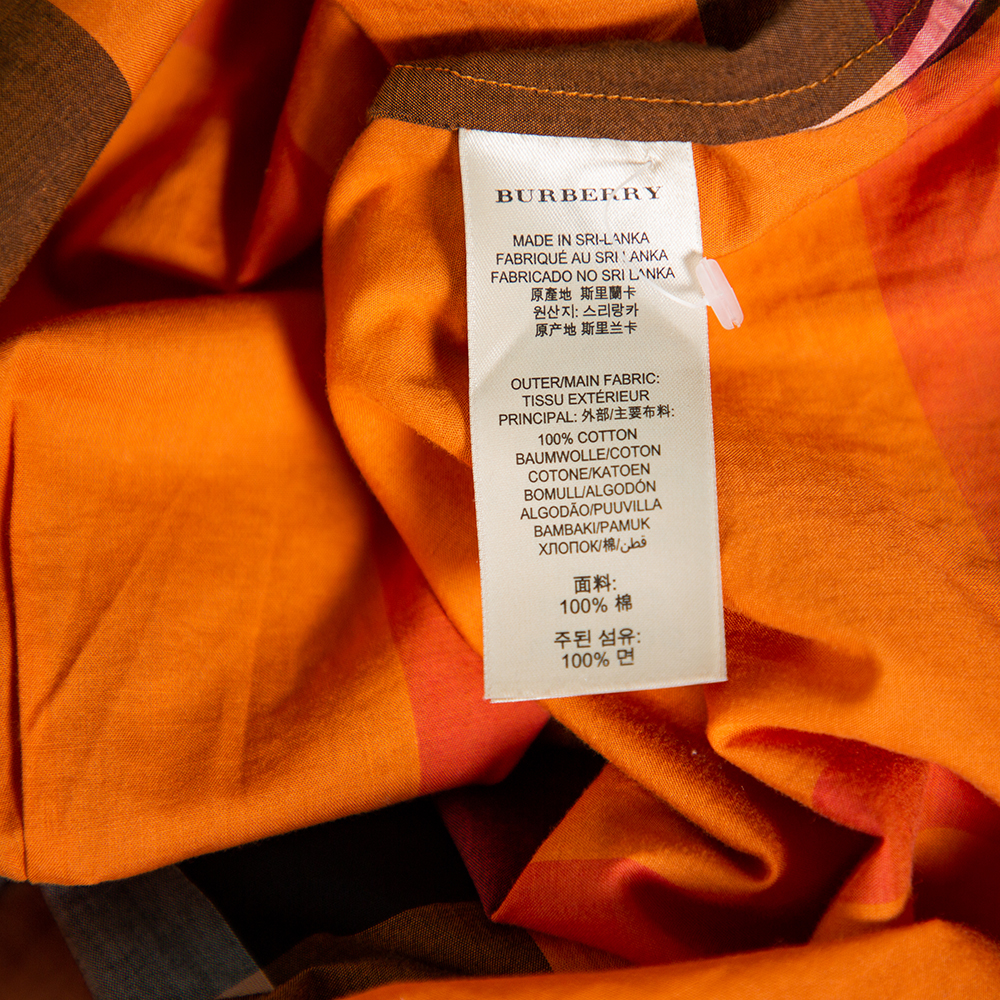 BURBERRY
MADE IN SRI-LANKA
FABRIQUÉ AU SRI LANKA
FABRICADO NO SRI LANKA
原產地 斯里蘭卡
원산지: 스리랑카
原产地 斯里兰卡
OUTER/MAIN FABRIC:
TISSU EXTÉRIEUR
PRINCIPAL: 外部/主要布料:
100% COTTON
BAUMWOLLE/COTON
COTONE/KATOEN
BOMULL/ALGODÓN
ALGODÃO/PUUVILLA
BAMBAKI/PAMUK
ХЛОПОК/棉/قطن
面料:
100% 棉
주된 섬유:
100% 면